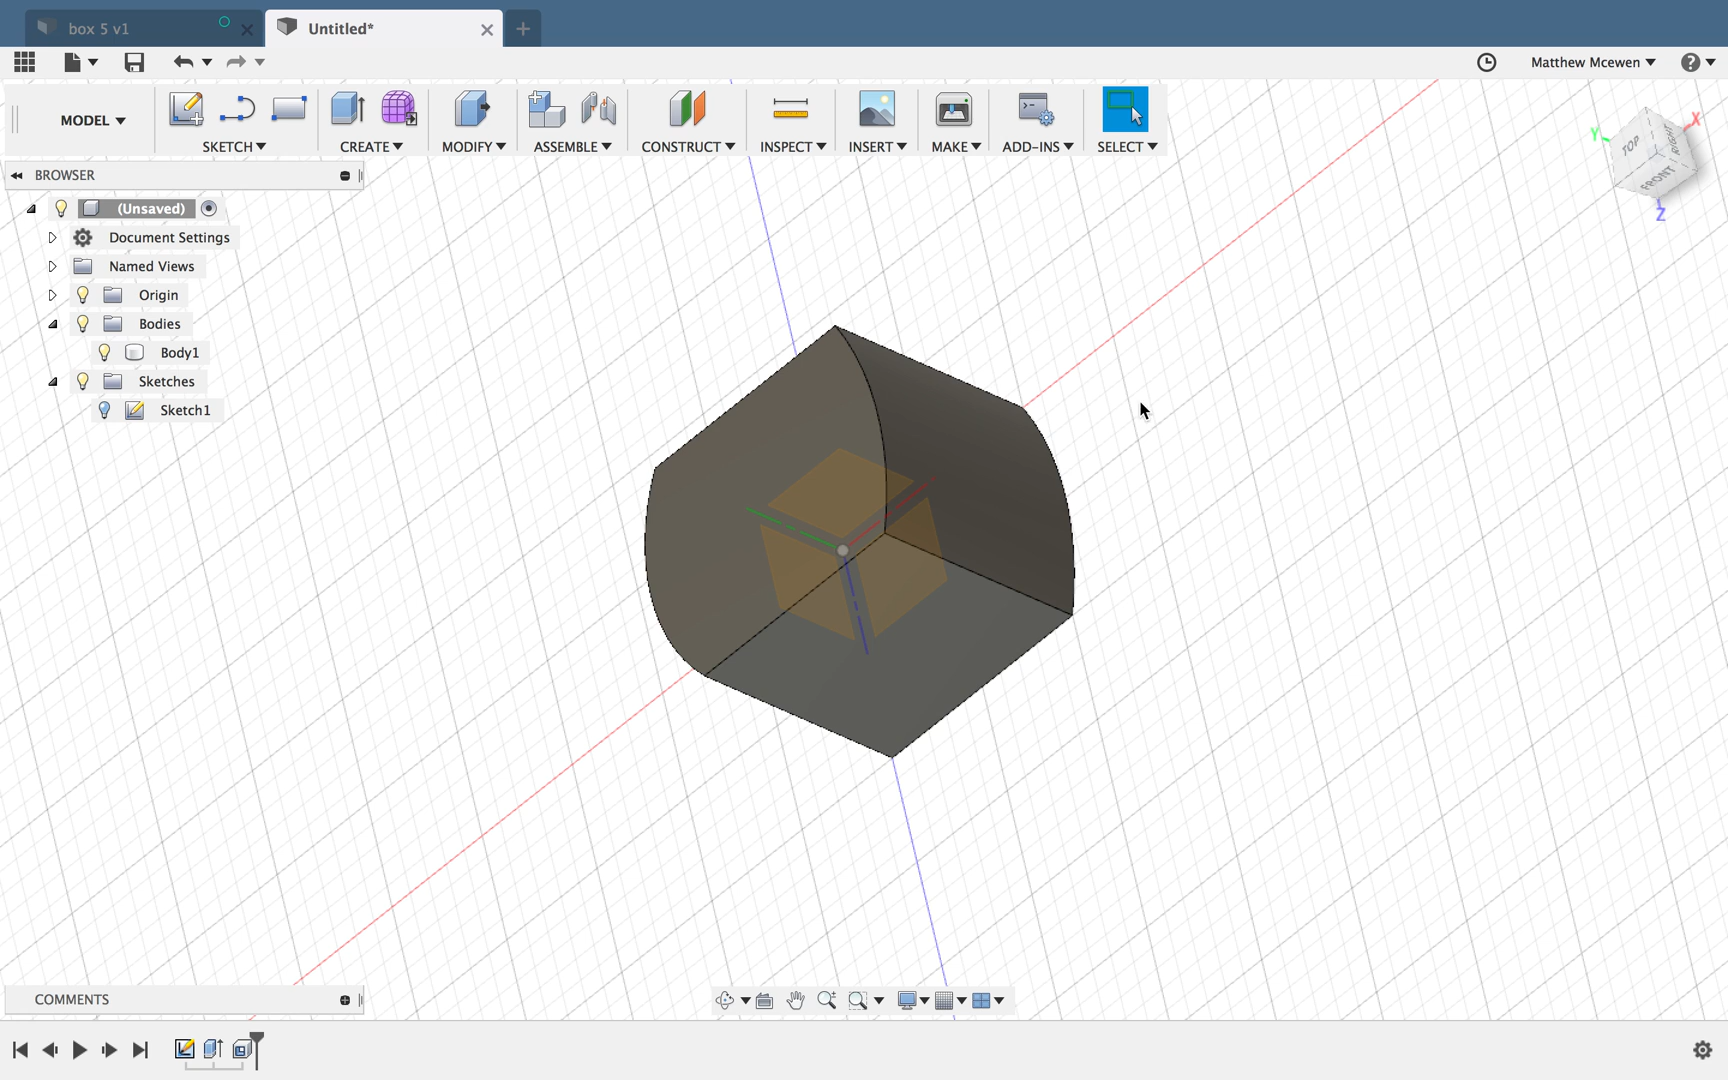 box 5 v1
Untitled*
Matthew Mcewen
?
MODEL
SKETCH
CREATE
MODIFY
ASSEMBLE
CONSTRUCT
INSPECT
INSERT
MAKE
ADD-INS
SELECT
Y
X
TOP
RIGHT
FRONT
Z
BROWSER
(Unsaved)
Document Settings
Named Views
Origin
Bodies
Body1
Sketches
Sketch1
COMMENTS